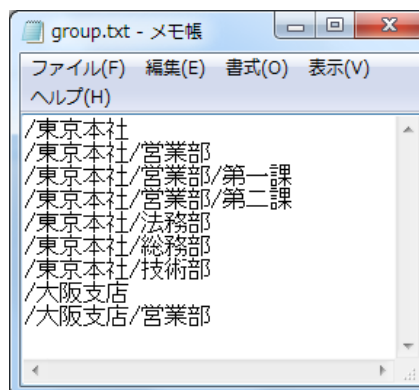 group.txt - メモ帳
ファイル(F) 編集(E) 書式(O) 表示(V)
ヘルプ(H)
/東京本社
/東京本社/営業部
/東京本社/営業部/第一課
/東京本社/営業部/第二課
/東京本社/法務部
/東京本社/総務部
/東京本社/技術部
/大阪支店
/大阪支店/営業部